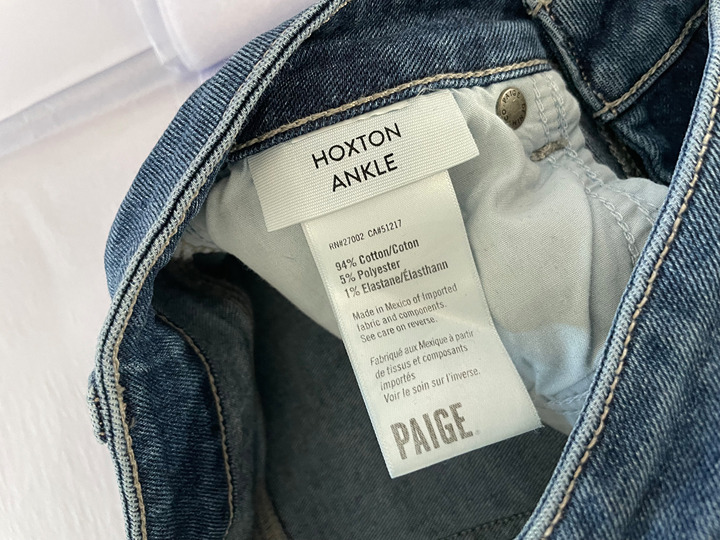 HOXTON
ANKLE
RN#27002 CA#51217
94% Cotton/Coton
5% Polyester
1% Elastane/Élasthann
Made in Mexico of Imported
fabric and components.
See care on reverse.
Fabriqué aux Mexique à partir
de tissus et composants
importés
Voir le soin sur l'inverse.
PAIGE